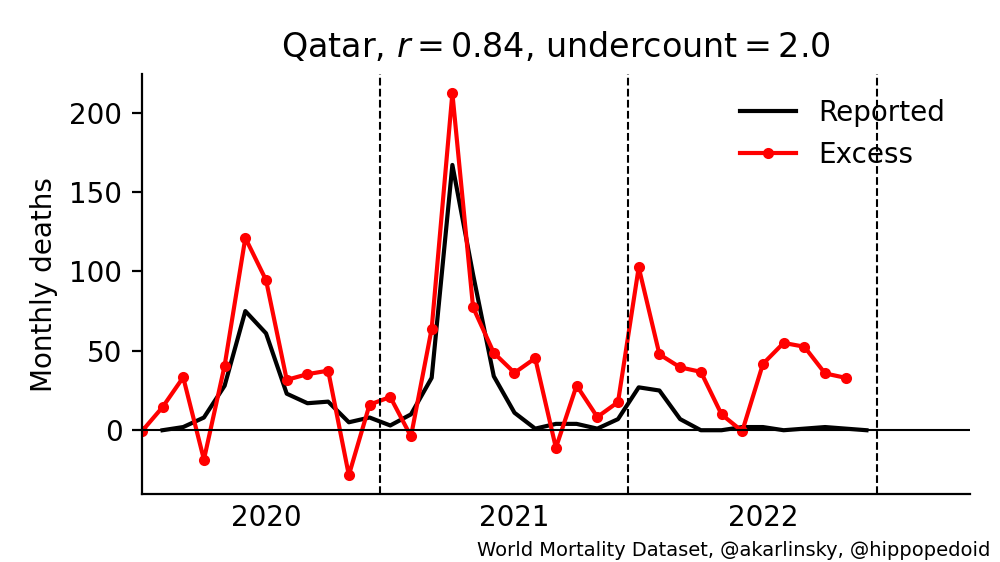 Qatar, r = 0.84, undercount = 2.0
Reported
Excess
Monthly deaths
200
150
100
50
0
2020 2021 2022
World Mortality Dataset, @akarlinsky, @hippopedoid